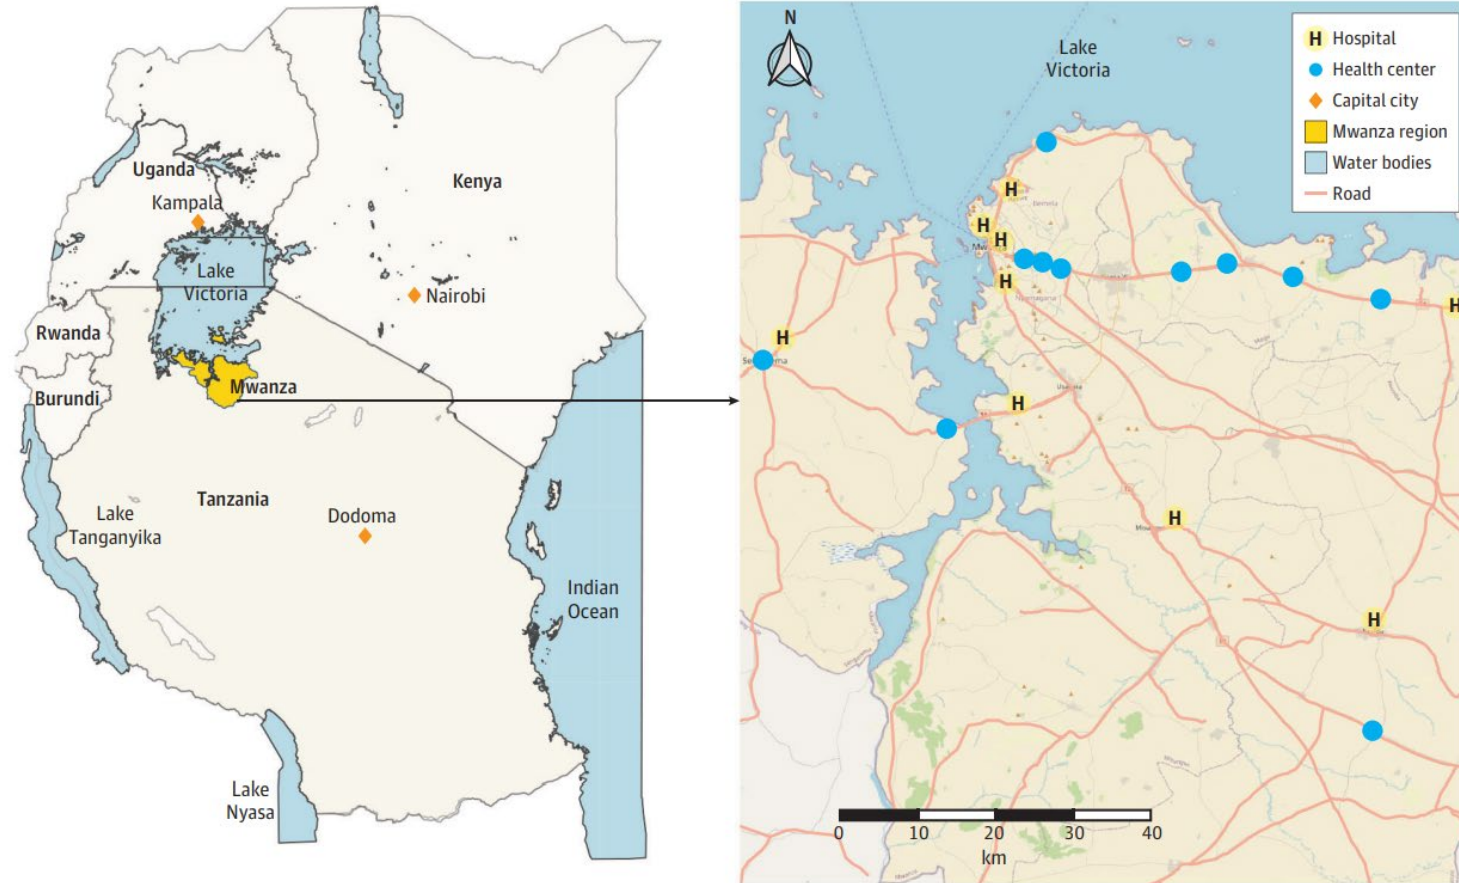 Uganda
Kampala
Kenya
Lake
Victoria
Nairobi
Rwanda
Burundi
Mwanza
Tanzania
Lake
Tanganyika
Dodoma
Indian
Ocean
Lake
Nyasa
N
Lake
Victoria
H Hospital
Health center
Capital city
Mwanza region
Water bodies
Road
H
H
H
H
H
H
H
H
H
0 10 20 30 40
km